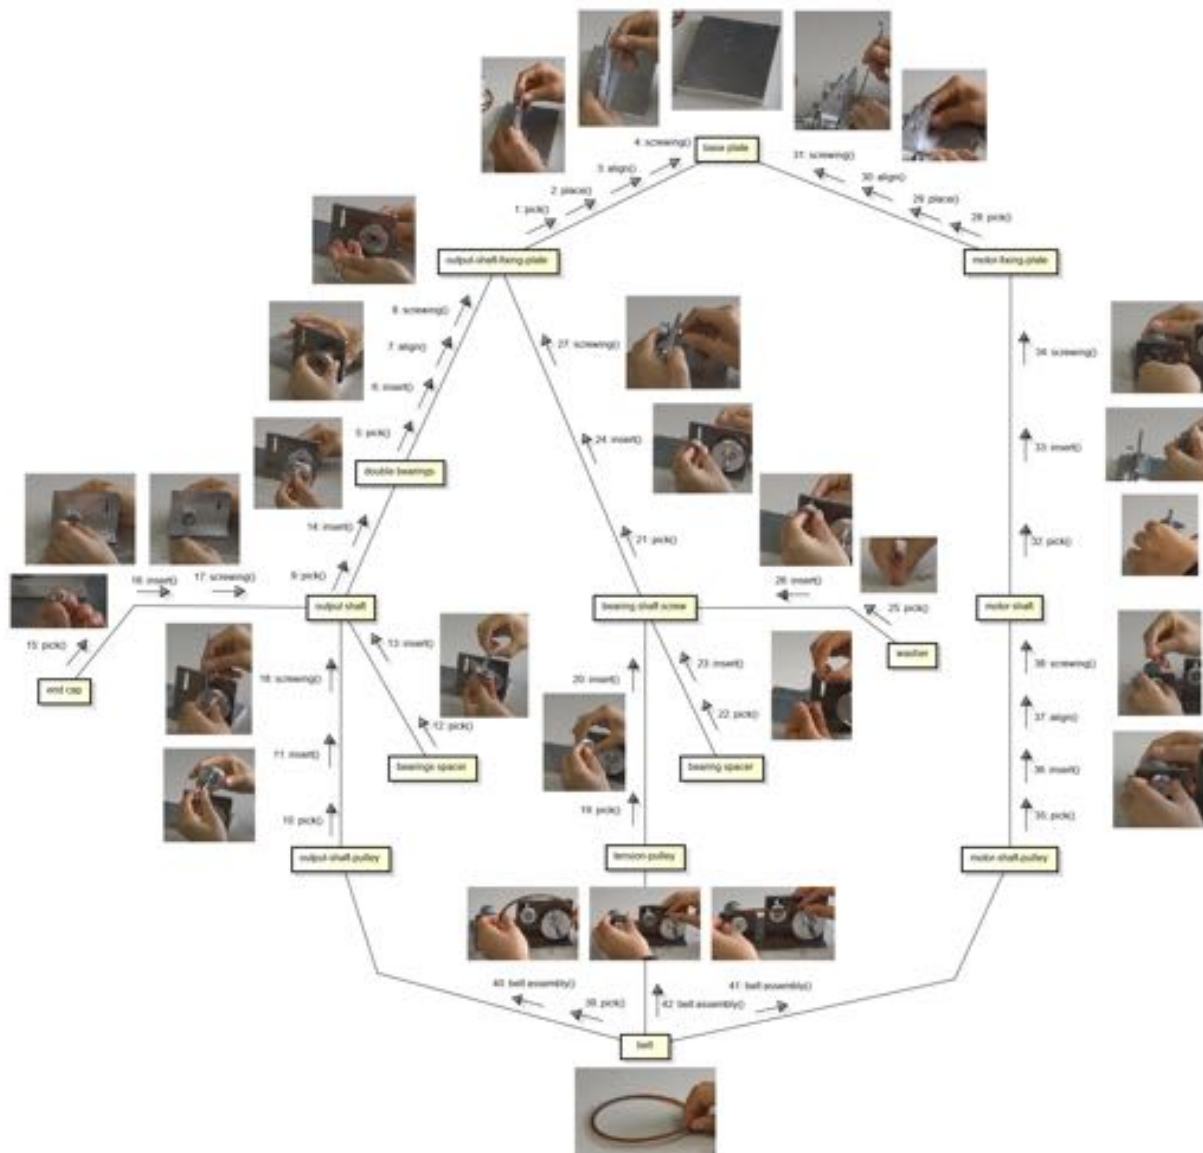 4: screwing()
base plate
31: screwing()
3: align()
30: align()
2: place()
29: place()
1: pick()
28: pick()
output-shaft-fixing-plate
motor-fixing-plate
8: screwing()
27: screwing()
34: screwing()
7: align()
6: insert()
5: pick()
24: insert()
33: insert()
double bearings
14: insert()
21: pick()
32: pick()
9: pick()
16: insert()
17: screwing()
26: insert()
25: pick()
output shaft
bearing shaft screw
motor shaft
15: pick()
13: insert()
washer
end cap
18: screwing()
20: insert()
23: insert()
38: screwing()
12: pick()
22: pick()
37: align()
11: insert()
bearings spacer
bearing spacer
36: insert()
10: pick()
19: pick()
35: pick()
output-shaft-pulley
tension-pulley
motor-shaft-pulley
40: belt assembly()
41: belt assembly()
39: pick()
42: belt assembly()
belt